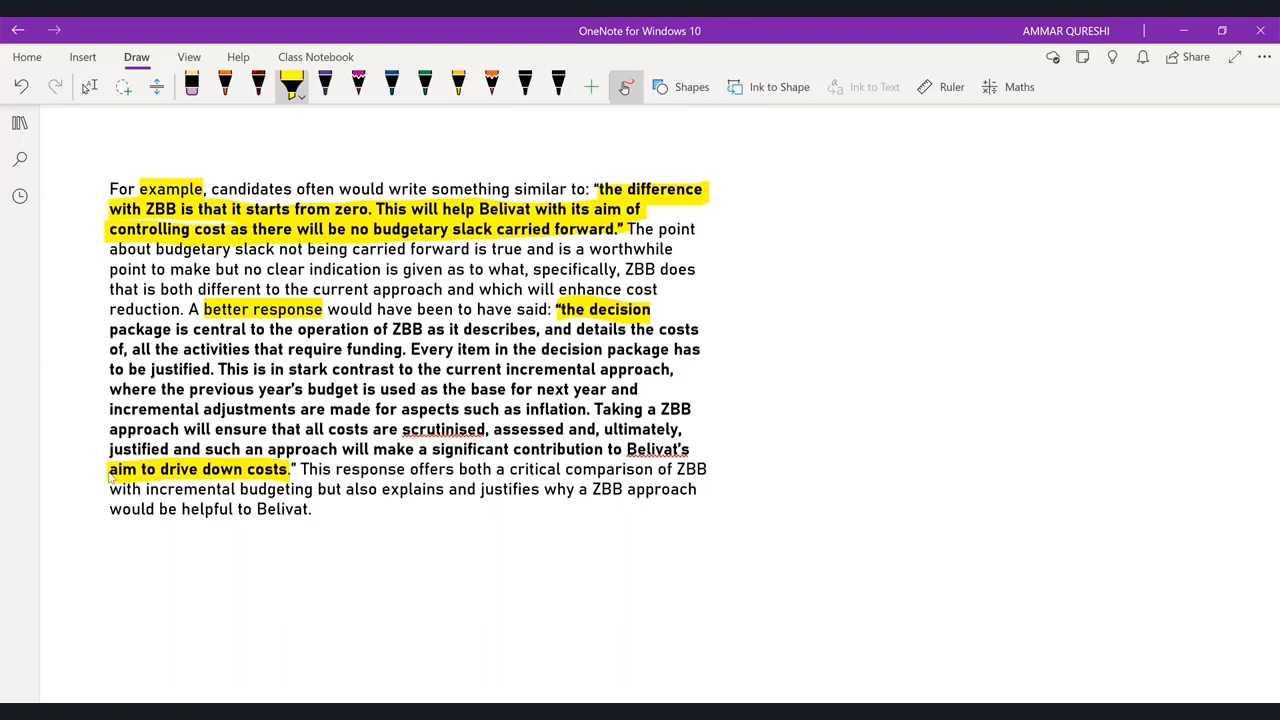 OneNote for Windows 10
AMMAR QURESHI
Home Insert Draw View Help Class Notebook
Share
Shapes Ink to Shape Ink to Text Ruler Maths
For example, candidates often would write something similar to: “the difference
with ZBB is that it starts from zero. This will help Belivat with its aim of
controlling cost as there will be no budgetary slack carried forward.” The point
about budgetary slack not being carried forward is true and is a worthwhile
point to make but no clear indication is given as to what, specifically, ZBB does
that is both different to the current approach and which will enhance cost
reduction. A better response would have been to have said: “the decision
package is central to the operation of ZBB as it describes, and details the costs
of, all the activities that require funding. Every item in the decision package has
to be justified. This is in stark contrast to the current incremental approach,
where the previous year’s budget is used as the base for next year and
incremental adjustments are made for aspects such as inflation. Taking a ZBB
approach will ensure that all costs are scrutinised, assessed and, ultimately,
justified and such an approach will make a significant contribution to Belivat’s
aim to drive down costs.” This response offers both a critical comparison of ZBB
with incremental budgeting but also explains and justifies why a ZBB approach
would be helpful to Belivat.